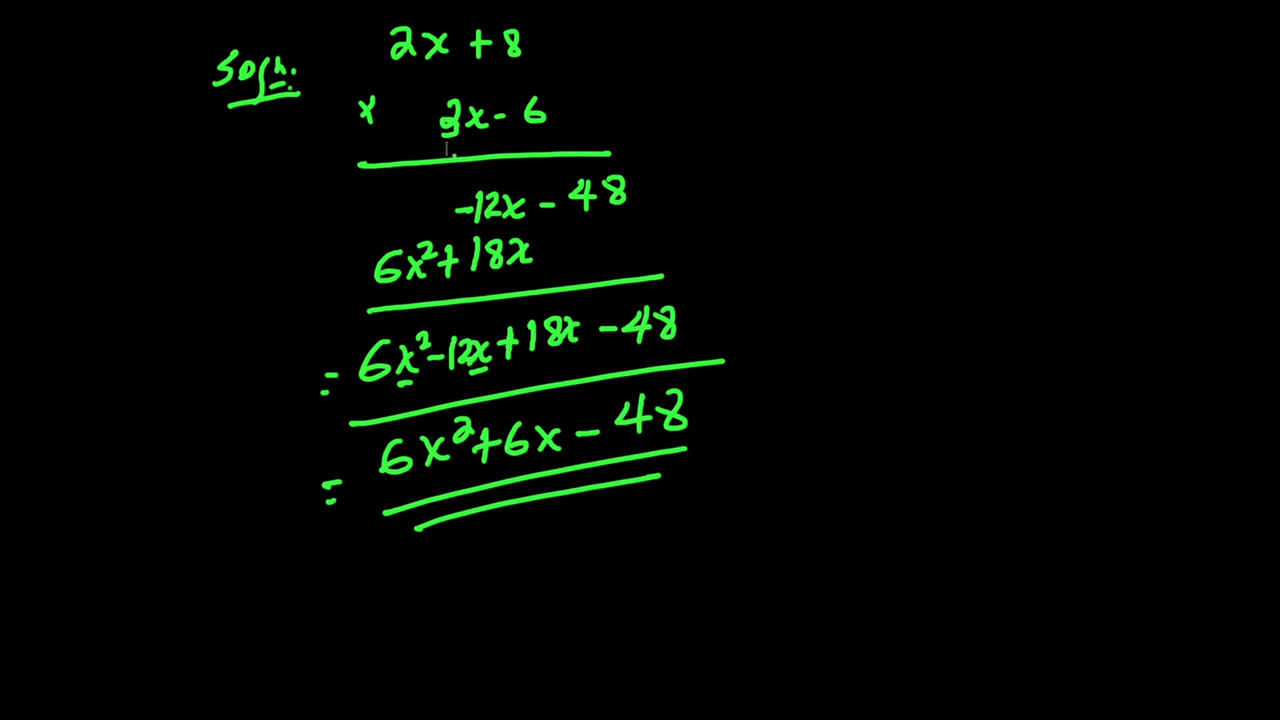 Soln.
2x + 8
x 3x - 6
-12x - 48
6x² + 18x
= 6x² - 12x + 18x - 48
= 6x² + 6x - 48